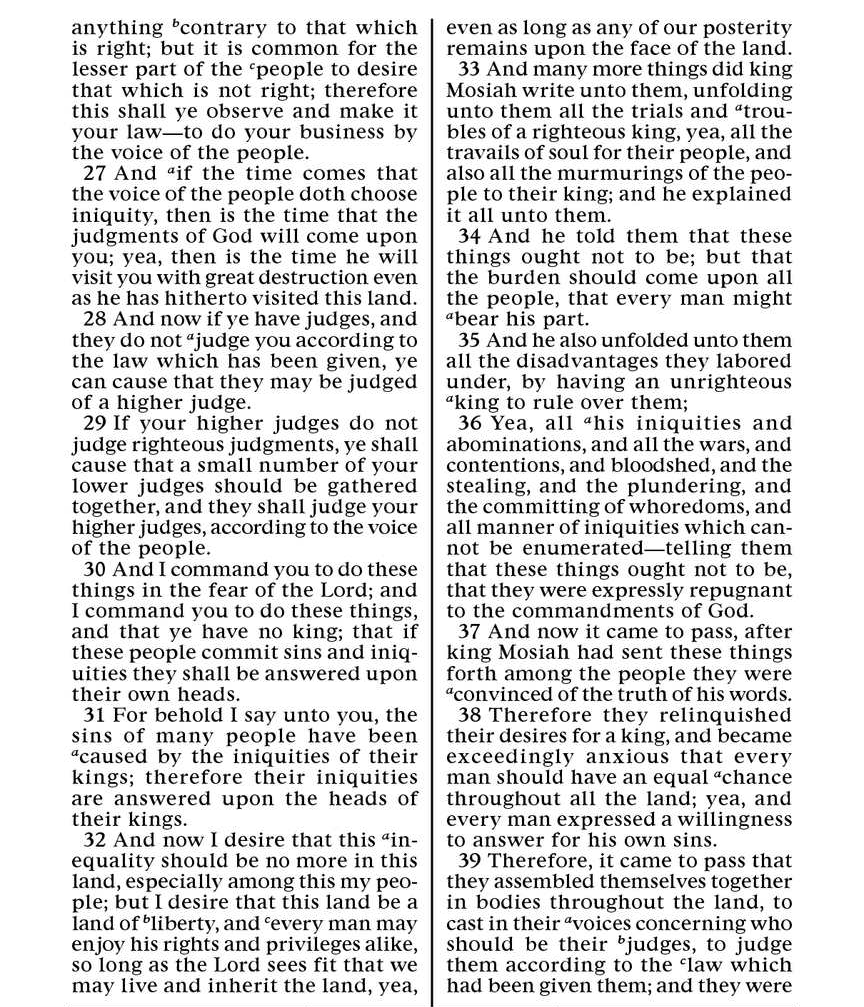 anything ᵇcontrary to that which
is right; but it is common for the
lesser part of the ᶜpeople to desire
that which is not right; therefore
this shall ye observe and make it
your law—to do your business by
the voice of the people.
27 And ᵃif the time comes that
the voice of the people doth choose
iniquity, then is the time that the
judgments of God will come upon
you; yea, then is the time he will
visit you with great destruction even
as he has hitherto visited this land.
28 And now if ye have judges, and
they do not ᵃjudge you according to
the law which has been given, ye
can cause that they may be judged
of a higher judge.
29 If your higher judges do not
judge righteous judgments, ye shall
cause that a small number of your
lower judges should be gathered
together, and they shall judge your
higher judges, according to the voice
of the people.
30 And I command you to do these
things in the fear of the Lord; and
I command you to do these things,
and that ye have no king; that if
these people commit sins and iniq-
uities they shall be answered upon
their own heads.
31 For behold I say unto you, the
sins of many people have been
ᵃcaused by the iniquities of their
kings; therefore their iniquities
are answered upon the heads of
their kings.
32 And now I desire that this ᵃin-
equality should be no more in this
land, especially among this my peo-
ple; but I desire that this land be a
land of ᵇliberty, and ᶜevery man may
enjoy his rights and privileges alike,
so long as the Lord sees fit that we
may live and inherit the land, yea,
even as long as any of our posterity
remains upon the face of the land.
33 And many more things did king
Mosiah write unto them, unfolding
unto them all the trials and ᵃtrou-
bles of a righteous king, yea, all the
travails of soul for their people, and
also all the murmurings of the peo-
ple to their king; and he explained
it all unto them.
34 And he told them that these
things ought not to be; but that
the burden should come upon all
the people, that every man might
ᵃbear his part.
35 And he also unfolded unto them
all the disadvantages they labored
under, by having an unrighteous
ᵃking to rule over them;
36 Yea, all ᵃhis iniquities and
abominations, and all the wars, and
contentions, and bloodshed, and the
stealing, and the plundering, and
the committing of whoredoms, and
all manner of iniquities which can-
not be enumerated—telling them
that these things ought not to be,
that they were expressly repugnant
to the commandments of God.
37 And now it came to pass, after
king Mosiah had sent these things
forth among the people they were
ᵃconvinced of the truth of his words.
38 Therefore they relinquished
their desires for a king, and became
exceedingly anxious that every
man should have an equal ᵃchance
throughout all the land; yea, and
every man expressed a willingness
to answer for his own sins.
39 Therefore, it came to pass that
they assembled themselves together
in bodies throughout the land, to
cast in their ᵃvoices concerning who
should be their ᵇjudges, to judge
them according to the ᶜlaw which
had been given them; and they were